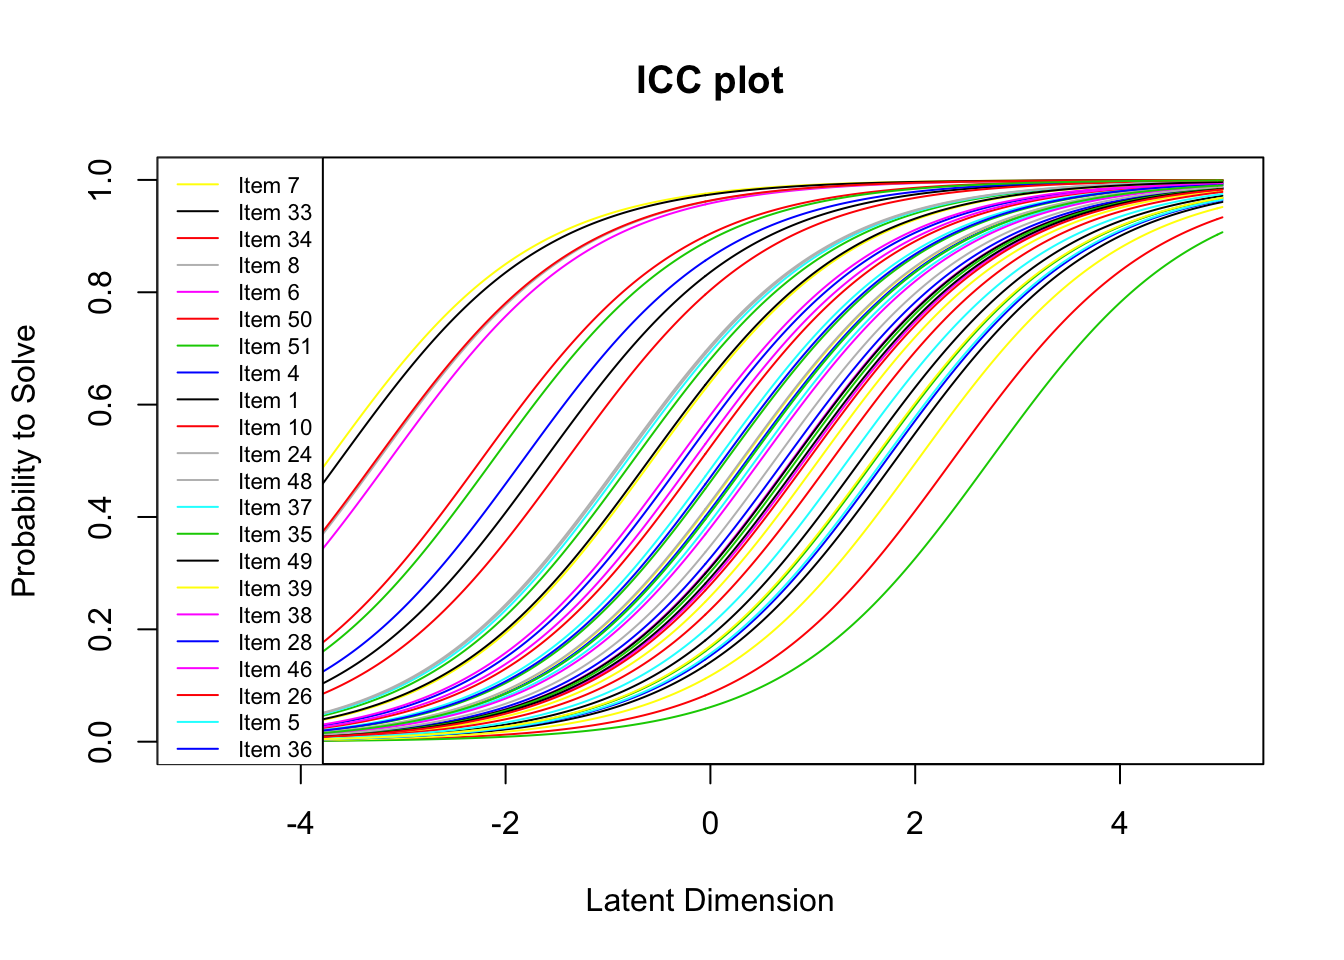 ICC plot
Probability to Solve
1.0
0.8
0.6
0.4
0.2
0.0
Item 7
Item 33
Item 34
Item 8
Item 6
Item 50
Item 51
Item 4
Item 1
Item 10
Item 24
Item 48
Item 37
Item 35
Item 49
Item 39
Item 38
Item 28
Item 46
Item 26
Item 5
Item 36
-4 -2 0 2 4
Latent Dimension